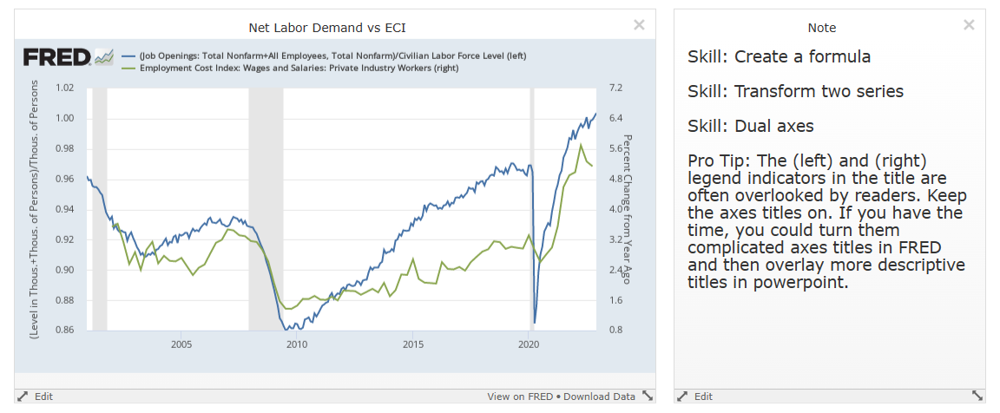 Net Labor Demand vs ECI
FRED
(Job Openings: Total Nonfarm+All Employees, Total Nonfarm)/Civilian Labor Force Level (left)
Employment Cost Index: Wages and Salaries: Private Industry Workers (right)
(Level in Thous.+Thous. of Persons)/Thous. of Persons
1.02
1.00
0.98
0.96
0.94
0.92
0.90
0.88
0.86
7.2
6.4
5.6
4.8
4.0
3.2
2.4
1.6
0.8
Percent Change from Year Ago
2005
2010
2015
2020
Edit
View on FRED • Download Data
Note
Skill: Create a formula
Skill: Transform two series
Skill: Dual axes
Pro Tip: The (left) and (right)
legend indicators in the title are
often overlooked by readers. Keep
the axes titles on. If you have the
time, you could turn them
complicated axes titles in FRED
and then overlay more descriptive
titles in powerpoint.
Edit